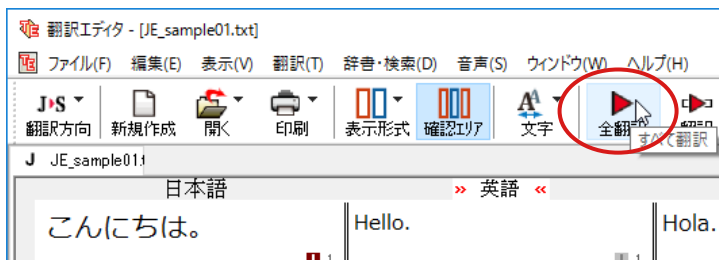 翻訳エディタ - [JE_sample01.txt]
ファイル(F) 編集(E) 表示(V) 翻訳(T) 辞書・検索(D) 音声(S) ウィンドウ(W) ヘルプ(H)
J▸S
翻訳方向 新規作成 開く 印刷 表示形式 確認エリア 文字 全翻訳
すべて翻訳
J JE_sample01.t
日本語 » 英語 «
こんにちは。 Hello. Hola.
1 1